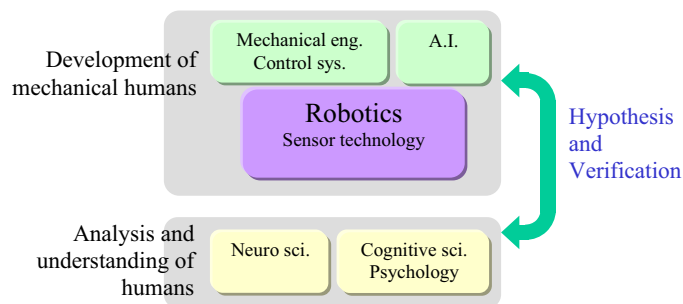 Development of
mechanical humans
Mechanical eng.
Control sys.
A.I.
Robotics
Sensor technology
Hypothesis
and
Verification
Analysis and
understanding of
humans
Neuro sci.
Cognitive sci.
Psychology